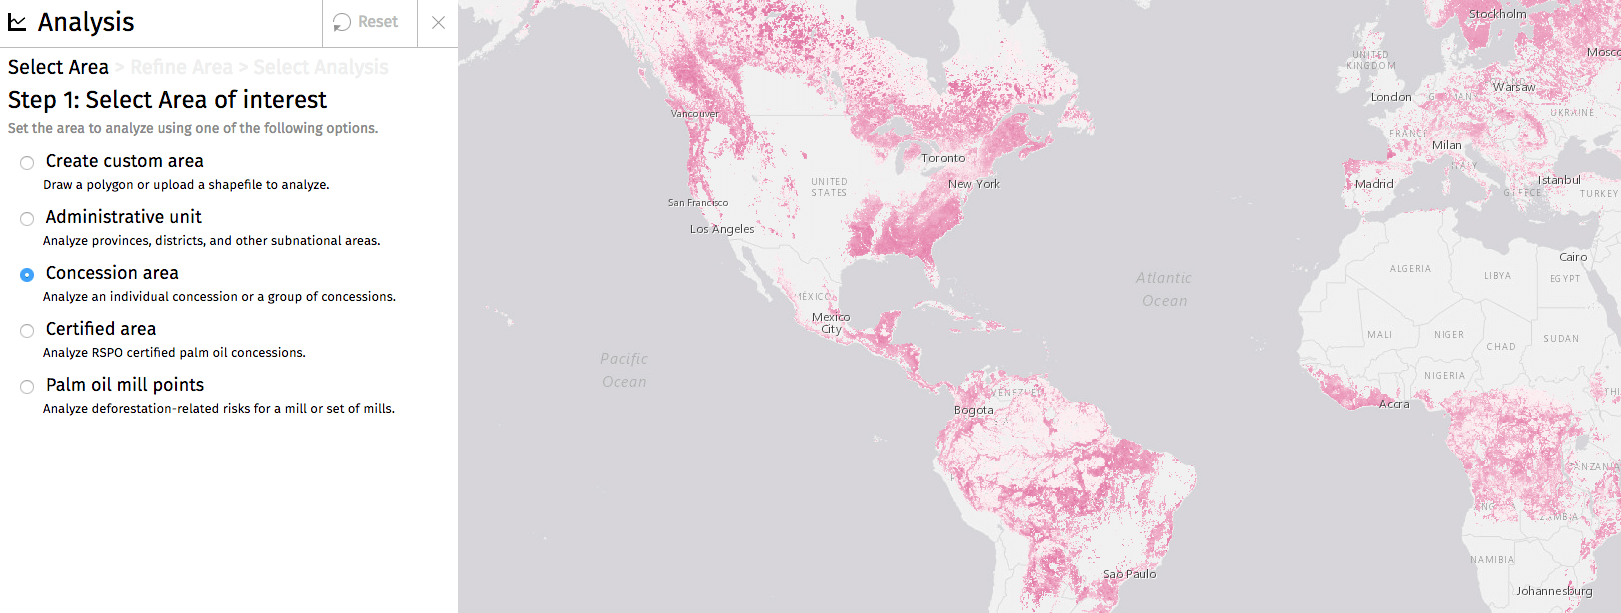 Analysis
Reset
Select Area > Refine Area > Select Analysis
Step 1: Select Area of interest
Set the area to analyze using one of the following options.
Create custom area
Draw a polygon or upload a shapefile to analyze.
Administrative unit
Analyze provinces, districts, and other subnational areas.
Concession area
Analyze an individual concession or a group of concessions.
Certified area
Analyze RSPO certified palm oil concessions.
Palm oil mill points
Analyze deforestation-related risks for a mill or set of mills.
Stockholm
Mosco
UNITED
KINGDOM
London
Warsaw
UKRAINE
FRANCE
Milan
ITALY
Madrid
Istanbul
GREECE
TURKEY
Vancouver
Toronto
New York
UNITED
STATES
San Francisco
Los Angeles
Atlantic
Ocean
Cairo
ALGERIA
LIBYA
EGYPT
MÉXICO
Mexico
City
MALI
NIGER
CHAD
SUDAN
NIGERIA
Pacific
Ocean
VENEZUELA
Bogota
Accra
ANZANIA
Sao Paulo
NAMIBIA
Johannesburg